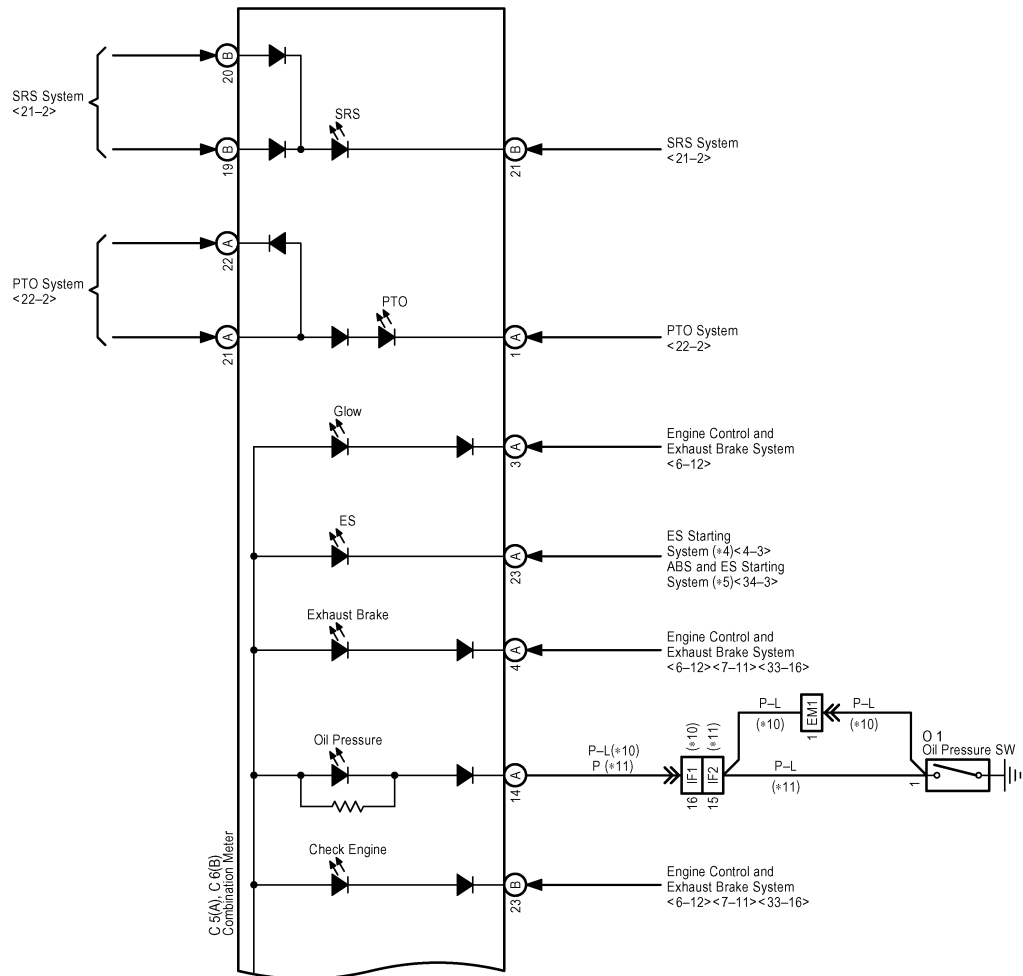 B
20
SRS System
<21–2>
SRS
B
19
B
21
SRS System
<21–2>
A
22
PTO System
<22–2>
PTO
A
21
A
1
PTO System
<22–2>
Glow
A
3
Engine Control and
Exhaust Brake System
<6–12>
ES
A
23
ES Starting
System (*4)<4–3>
ABS and ES Starting
System (*5)<34–3>
Exhaust Brake
A
4
Engine Control and
Exhaust Brake System
<6–12><7–11><33–16>
Oil Pressure
A
14
P–L(*10)
P (*11)
IF1
(*10)
16
IF2
(*11)
15
P–L
(*10)
EM1
1
P–L
(*10)
P–L
(*11)
O 1
Oil Pressure SW
1
Check Engine
B
23
Engine Control and
Exhaust Brake System
<6–12><7–11><33–16>
C 5(A), C 6(B)
Combination Meter